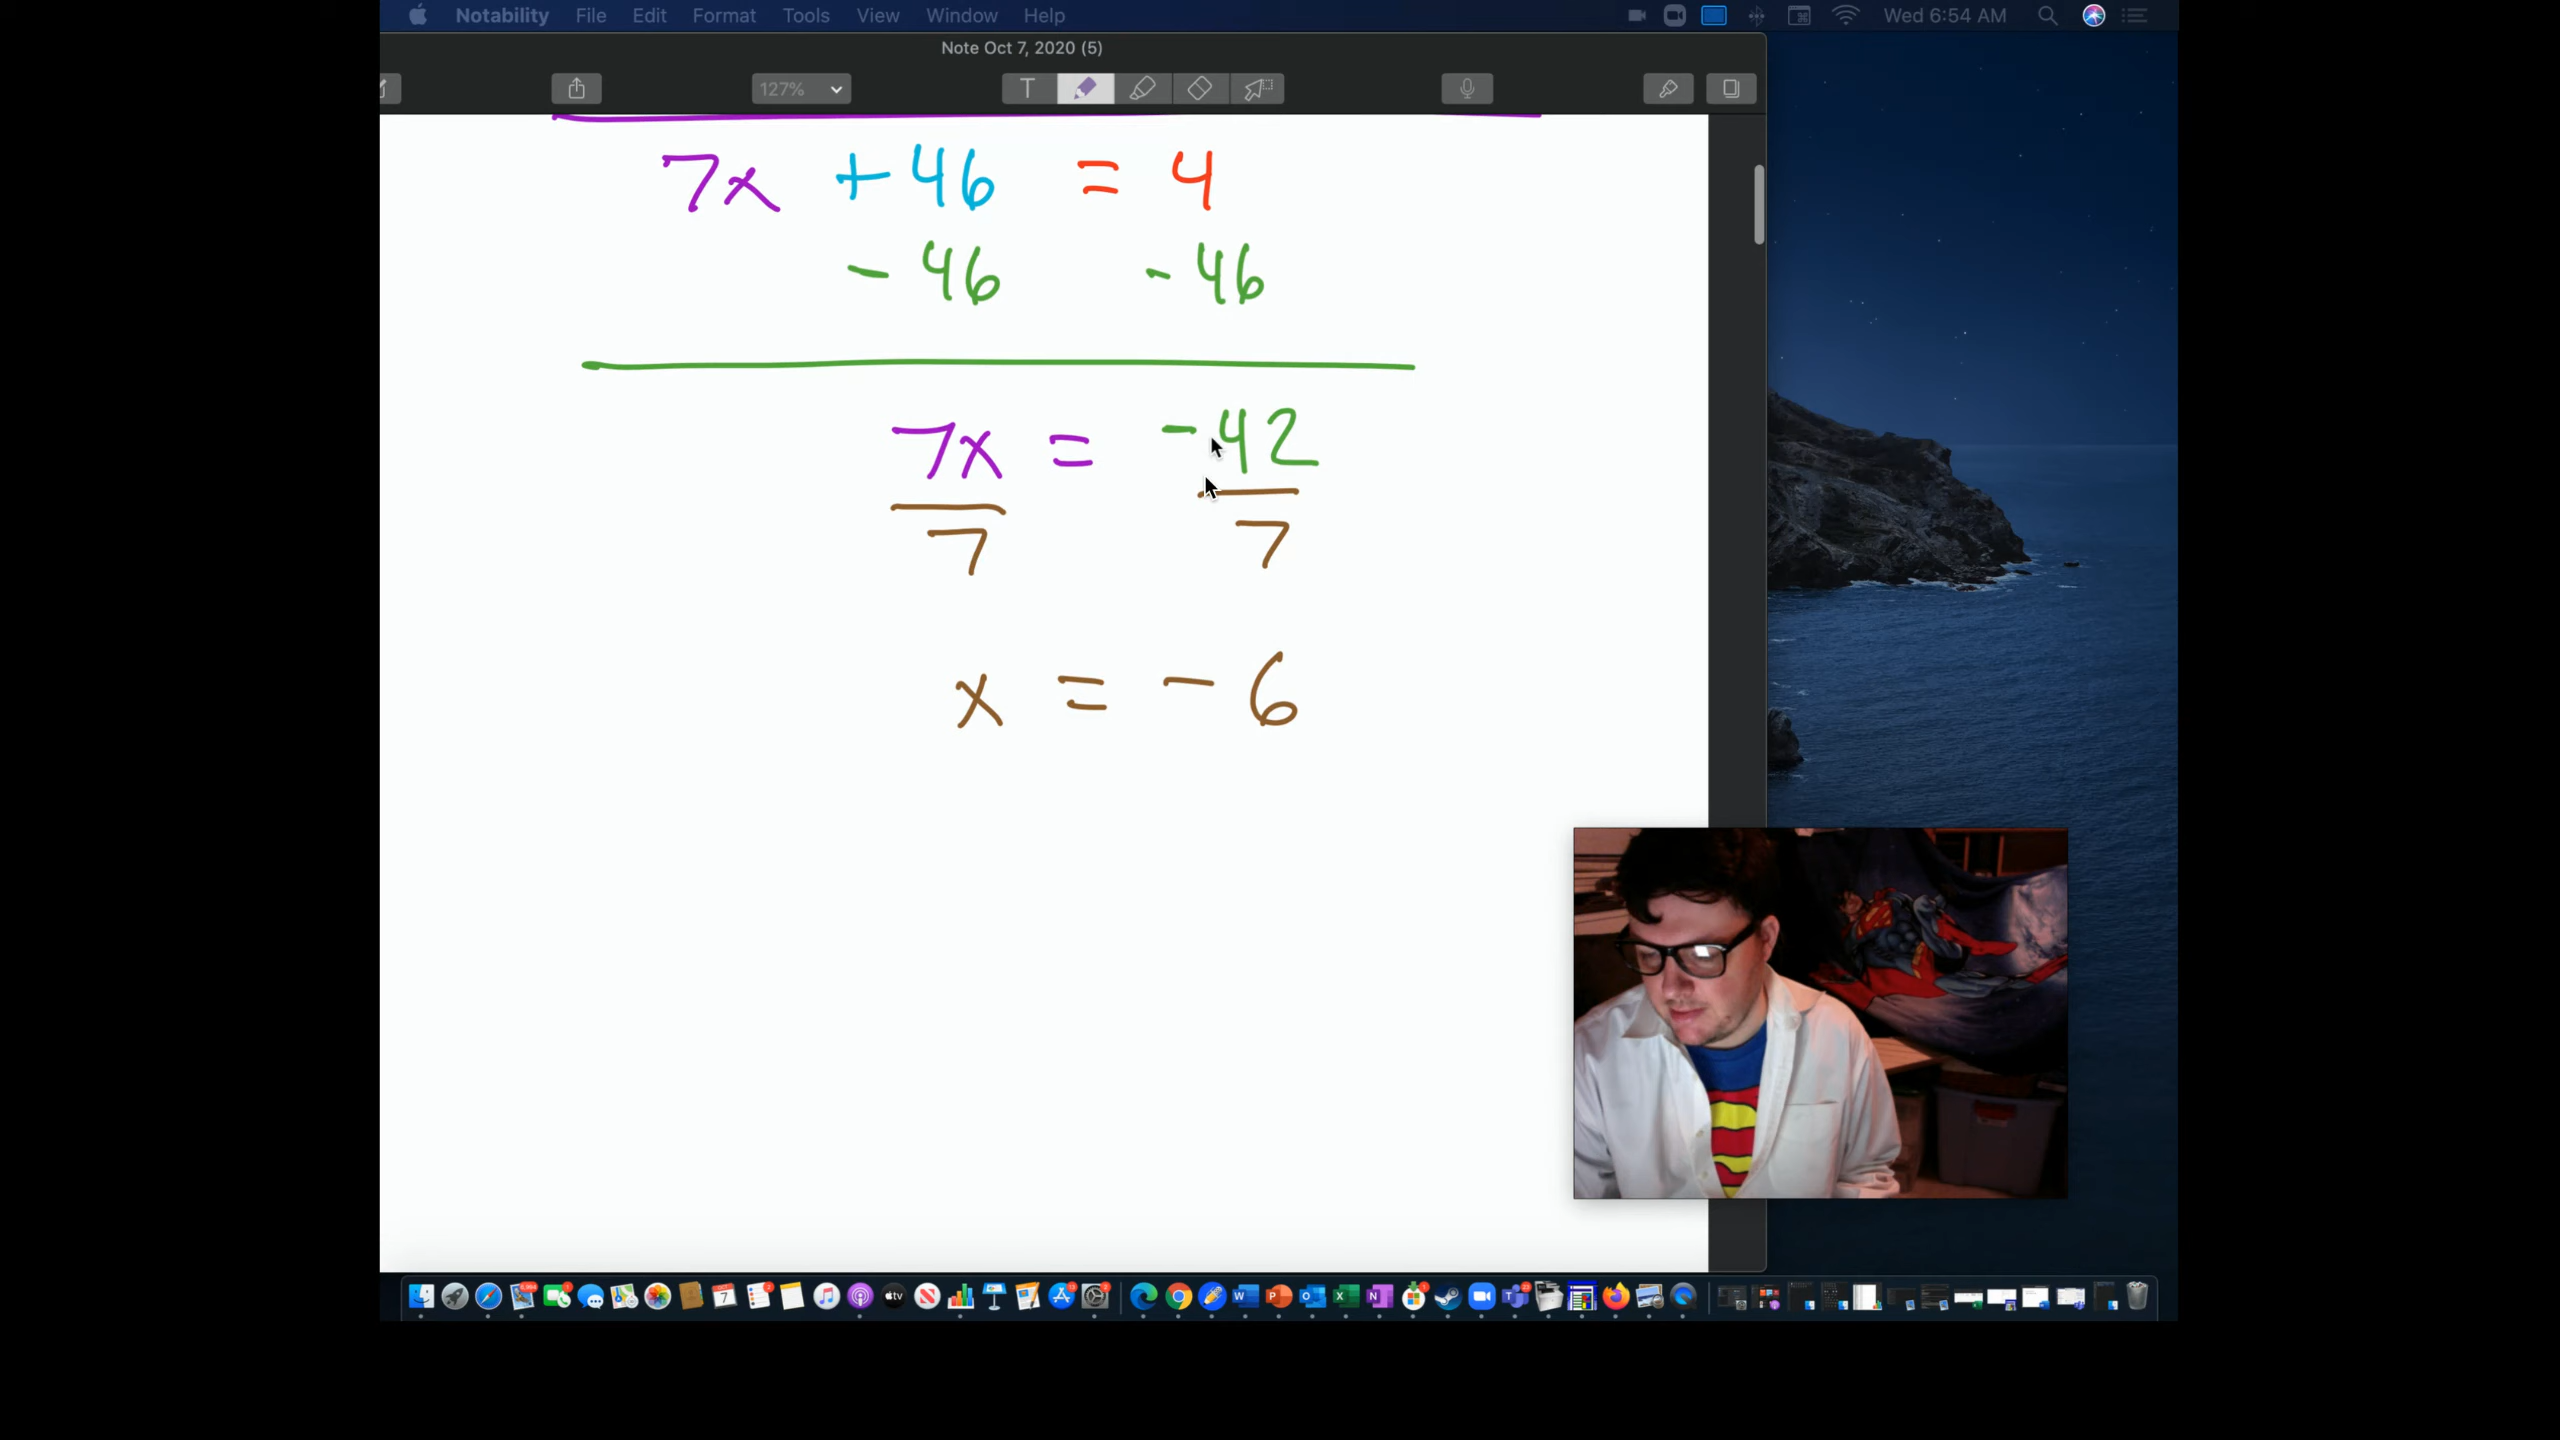 Notability File Edit Format Tools View Window Help Wed 6:54 AM
Note Oct 7, 2020 (5)
127% T
7x + 46 = 4
- 46 - 46
7x = -42
7 7
x = - 6